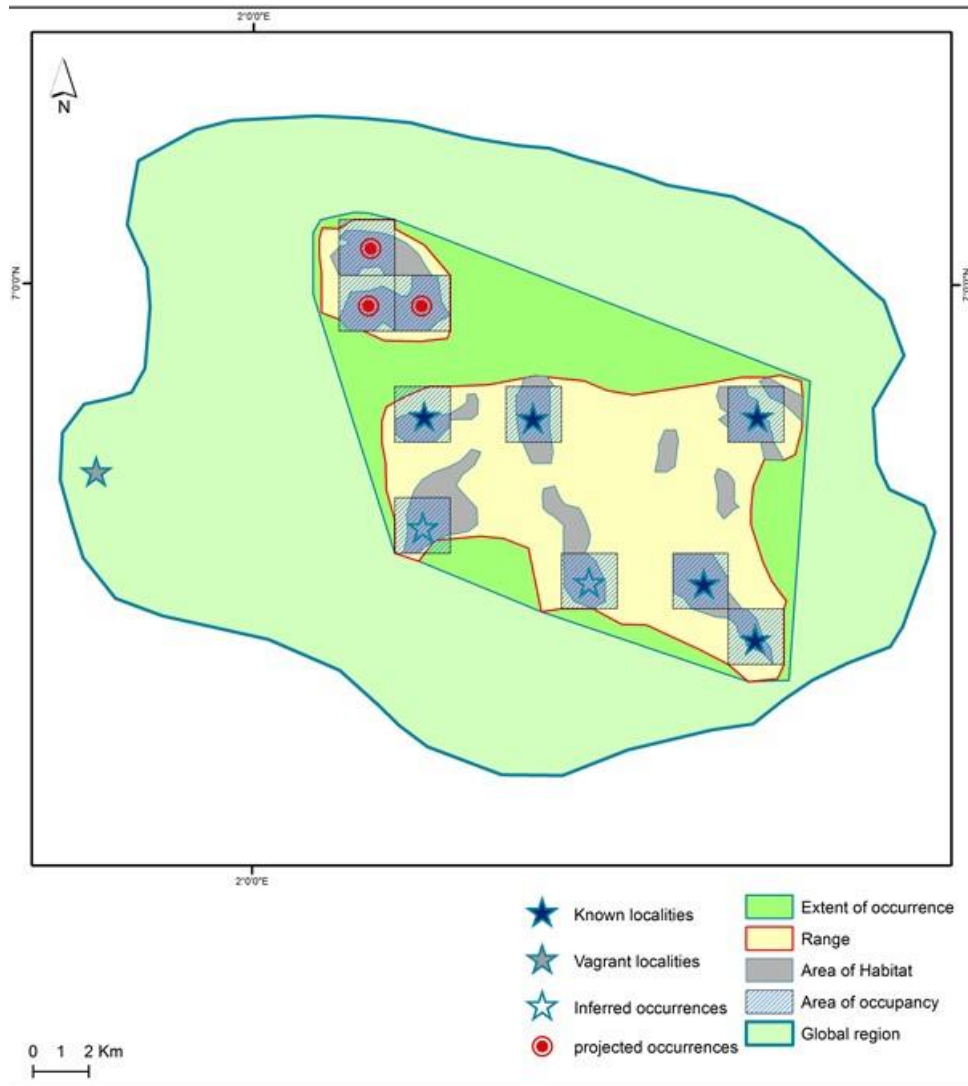 2°0'0"E
N
7°0'0"N
7°0'0"N
2°0'0"E
Known localities
Vagrant localities
Inferred occurrences
projected occurrences
Extent of occurrence
Range
Area of Habitat
Area of occupancy
Global region
0 1 2 Km